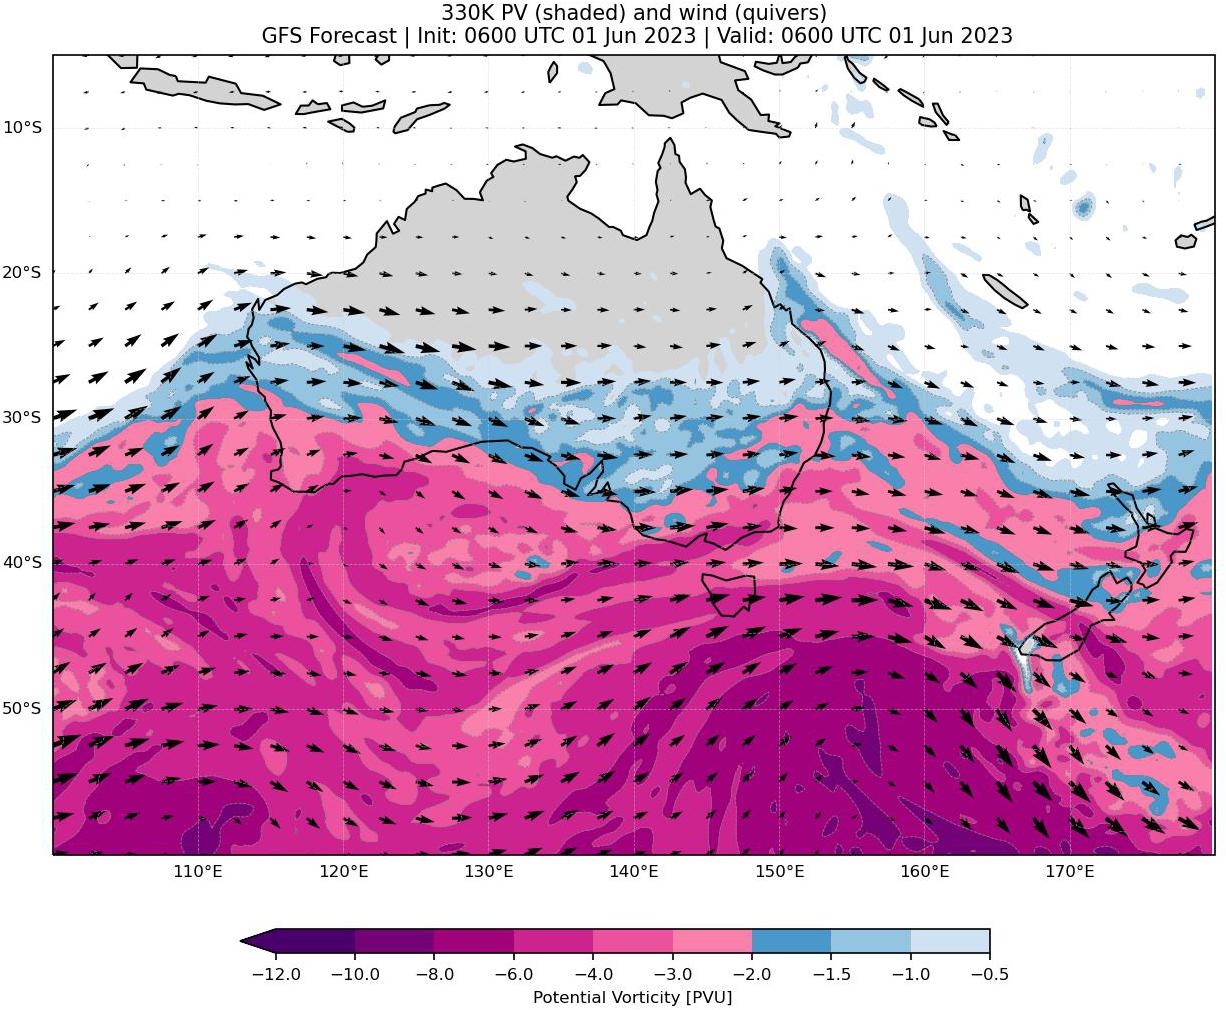 330K PV (shaded) and wind (quivers)
GFS Forecast | Init: 0600 UTC 01 Jun 2023 | Valid: 0600 UTC 01 Jun 2023
10°S
20°S
30°S
40°S
50°S
110°E 120°E 130°E 140°E 150°E 160°E 170°E
−12.0 −10.0 −8.0 −6.0 −4.0 −3.0 −2.0 −1.5 −1.0 −0.5
Potential Vorticity [PVU]